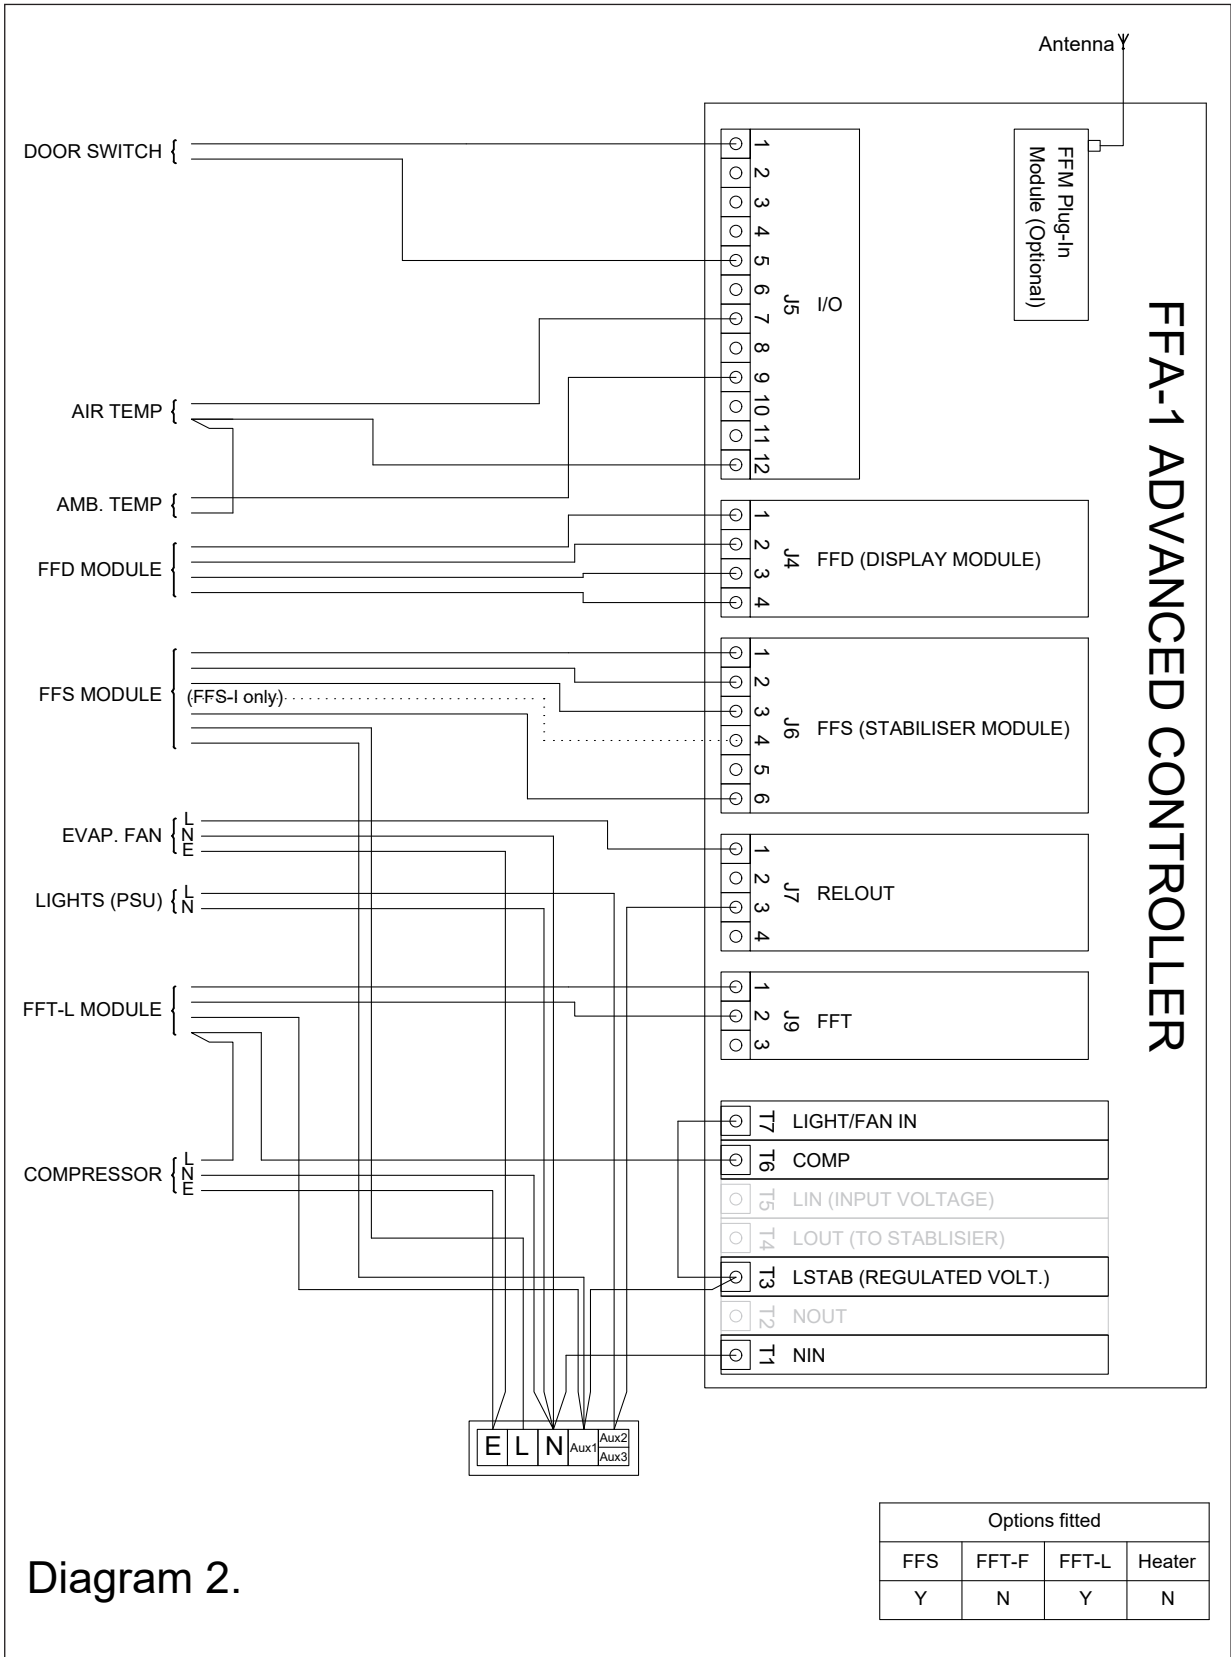 Antenna
DOOR SWITCH {
AIR TEMP {
AMB. TEMP {
FFD MODULE {
FFS MODULE {
(FFS-I only)
EVAP. FAN {
L
N
E
LIGHTS (PSU) {
L
N
FFT-L MODULE {
COMPRESSOR {
L
N
E
FFM Plug-In
Module (Optional)
FFA-1 ADVANCED CONTROLLER
1
2
3
4
5
6
7
8
9
10
11
12
J5
I/O
1
2
3
4
J4
FFD (DISPLAY MODULE)
1
2
3
4
5
6
J6
FFS (STABILISER MODULE)
1
2
3
4
J7
RELOUT
1
2
3
J9
FFT
T7 LIGHT/FAN IN
T6 COMP
T5 LIN (INPUT VOLTAGE)
T4 LOUT (TO STABLISIER)
T3 LSTAB (REGULATED VOLT.)
T2 NOUT
T1 NIN
E L N Aux1 Aux2
Aux3
Options fitted
FFS FFT-F FFT-L Heater
Y N Y N
Diagram 2.